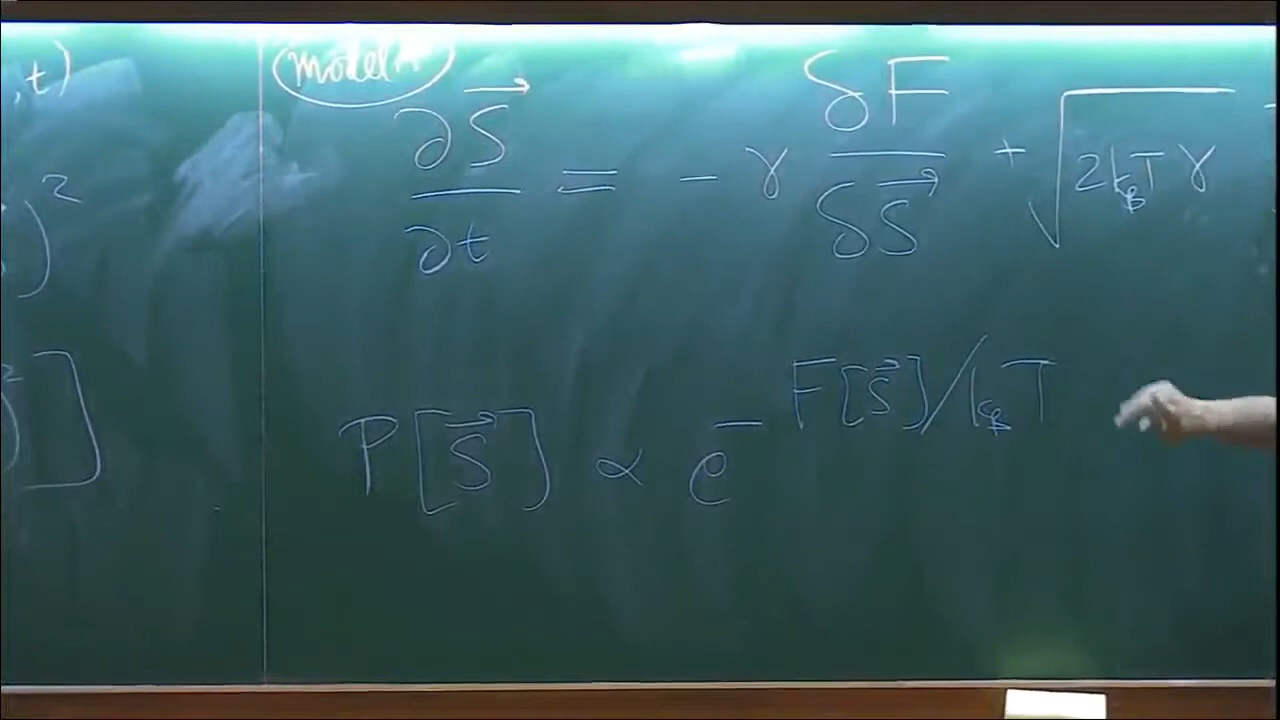 ,t)
model A
∂S⃗/∂t = - γ δF/δS⃗ + √(2k_BTγ)
)²
P[S⃗] ∝ e^{-F[S⃗]/k_BT}
)]